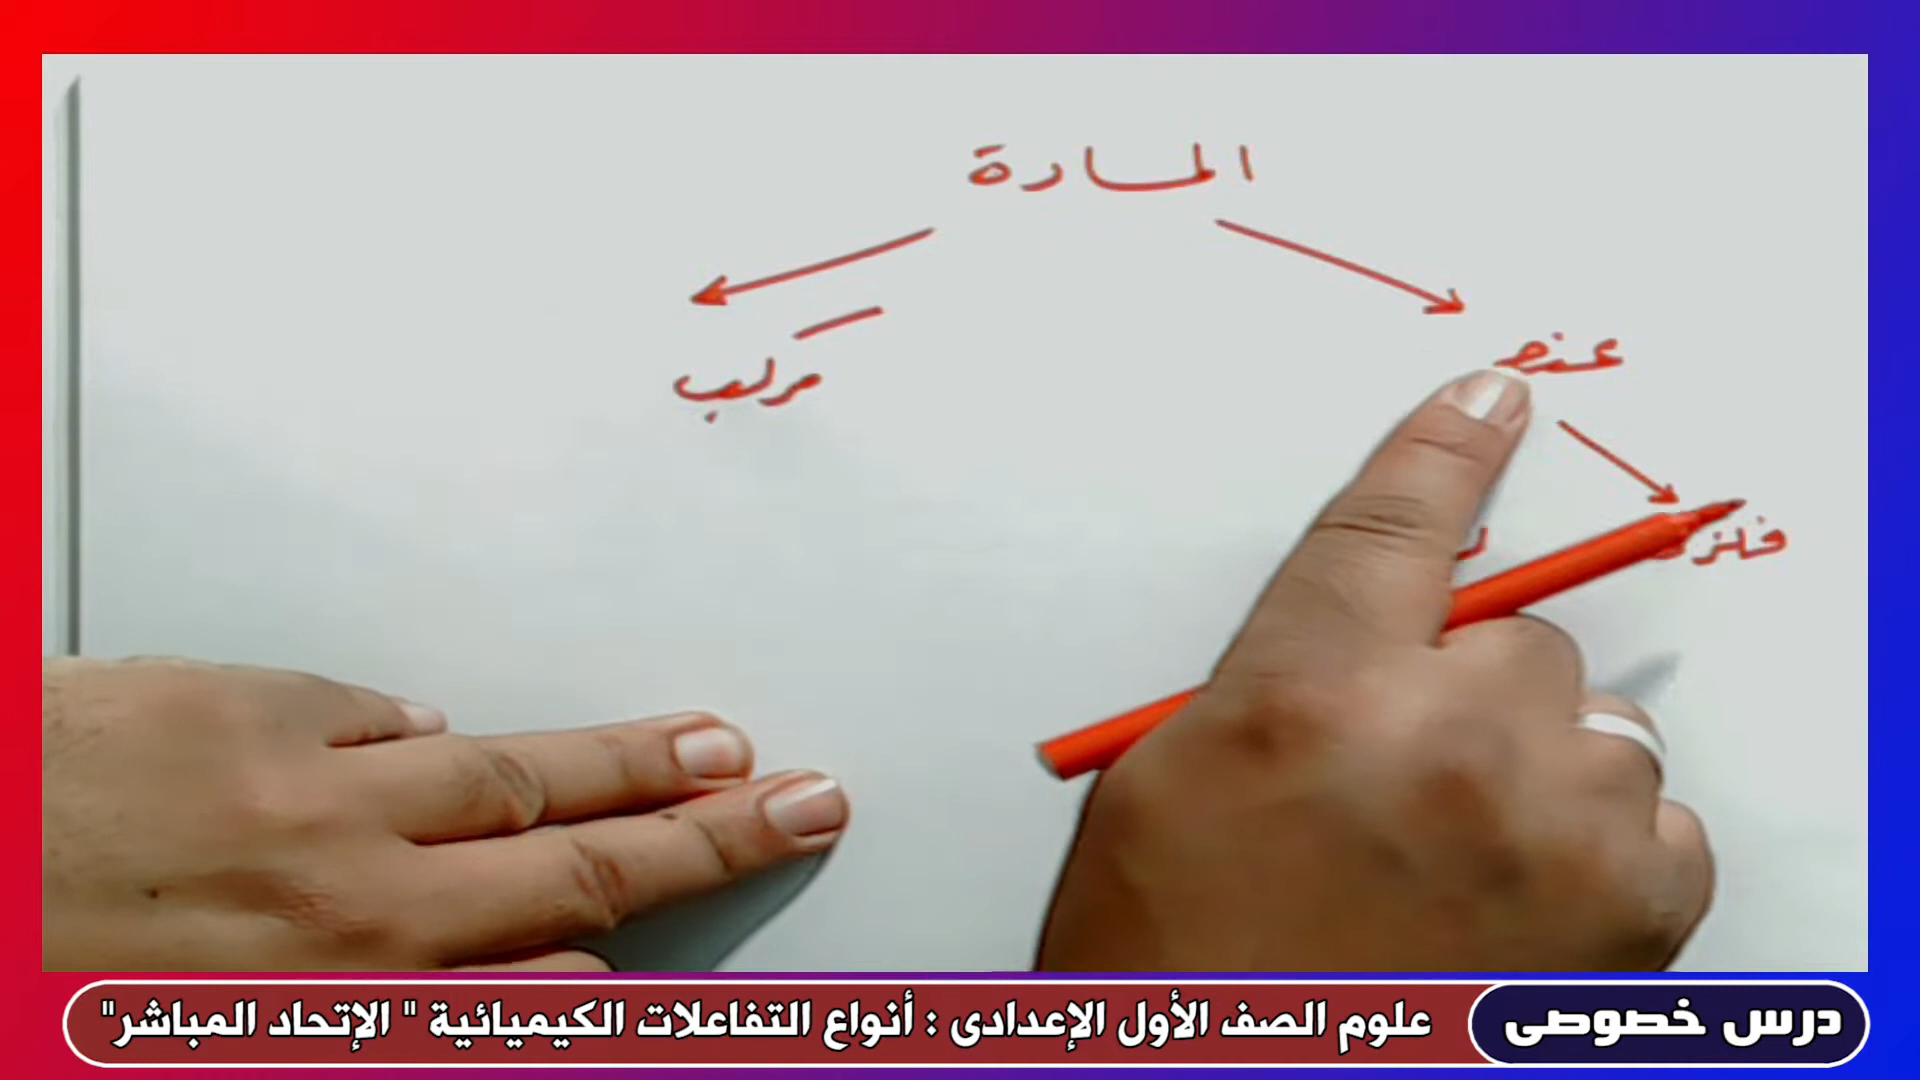 المادة
عنصر
مركب
فلز
درس خصوصى
علوم الصف الأول الإعدادى : أنواع التفاعلات الكيميائية " الإتحاد المباشر"